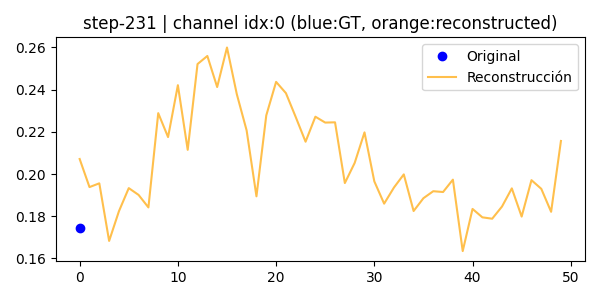 step-231 | channel idx:0 (blue:GT, orange:reconstructed)
Original
Reconstrucción
0.26
0.24
0.22
0.20
0.18
0.16
0 10 20 30 40 50